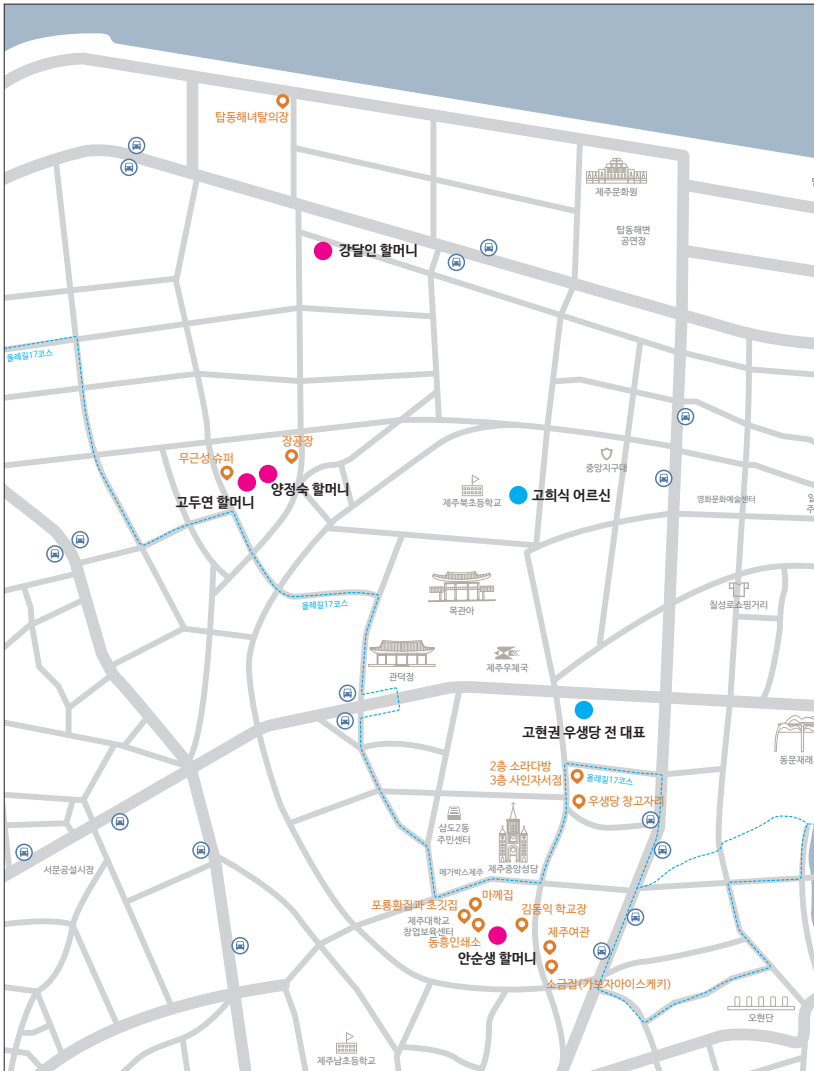 탑동해녀탈의장
제주문화원
탑동해변
공연장
강달인 할머니
올레길17코스
장공장
무근성 슈퍼
양정숙 할머니
고두연 할머니
중앙지구대
제주북초등학교
고희식 어르신
영화문화예술센터
올레길17코스
목관아
칠성로쇼핑거리
관덕정
제주우체국
고현권 우생당 전 대표
동문재래
2층 소라다방
3층 사인자서점
올레길17코스
우생당 창고자리
삼도2동
주민센터
메가박스제주
제주중앙성당
서문공설시장
마께집
포룡환집과 초깃집
김동익 학교장
제주대학교
창업보육센터
동흥인쇄소
제주여관
안순생 할머니
소금집(가보자아이스케키)
오현단
제주남초등학교